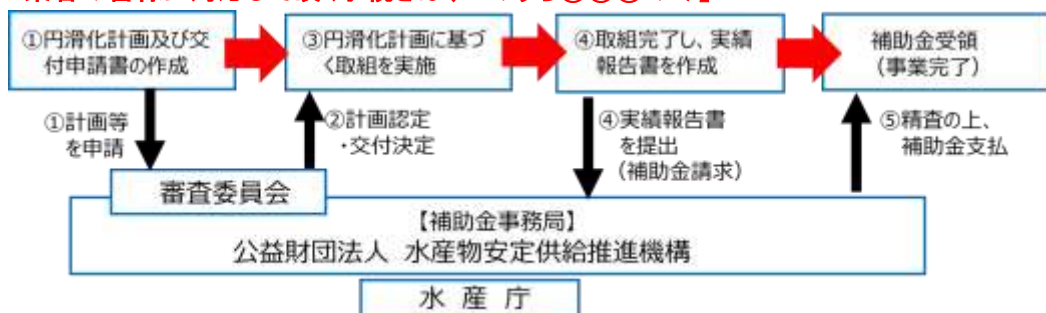 ①円滑化計画及び交
付申請書の作成
③円滑化計画に基づ
く取組を実施
④取組完了し、実績
報告書を作成
補助金受領
(事業完了)
①計画等
を申請
②計画認定
・交付決定
④実績報告書
を提出
(補助金請求)
⑤精査の上、
補助金支払
審査委員会
【補助金事務局】
公益財団法人 水産物安定供給推進機構
水 産 庁